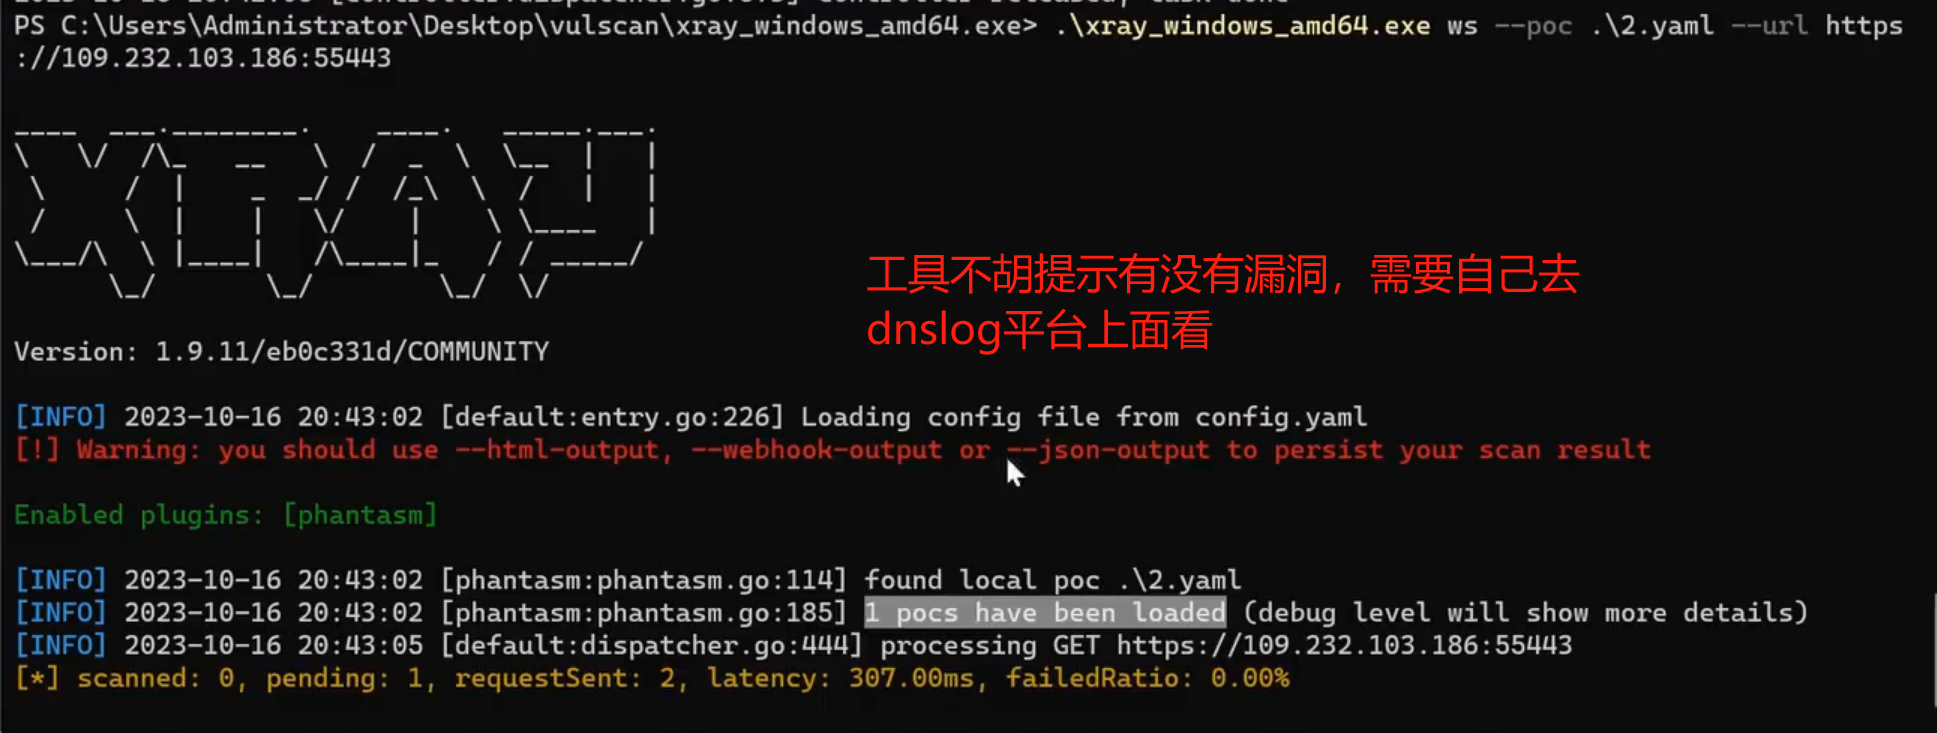 PS C:\Users\Administrator\Desktop\vulscan\xray_windows_amd64.exe> .\xray_windows_amd64.exe ws --poc .\2.yaml --url https
://109.232.103.186:55443
工具不胡提示有没有漏洞，需要自己去
dnslog平台上面看
Version: 1.9.11/eb0c331d/COMMUNITY
[INFO] 2023-10-16 20:43:02 [default:entry.go:226] Loading config file from config.yaml
[!] Warning: you should use --html-output, --webhook-output or --json-output to persist your scan result
Enabled plugins: [phantasm]
[INFO] 2023-10-16 20:43:02 [phantasm:phantasm.go:114] found local poc .\2.yaml
[INFO] 2023-10-16 20:43:02 [phantasm:phantasm.go:185] 1 pocs have been loaded (debug level will show more details)
[INFO] 2023-10-16 20:43:05 [default:dispatcher.go:444] processing GET https://109.232.103.186:55443
[*] scanned: 0, pending: 1, requestSent: 2, latency: 307.00ms, failedRatio: 0.00%